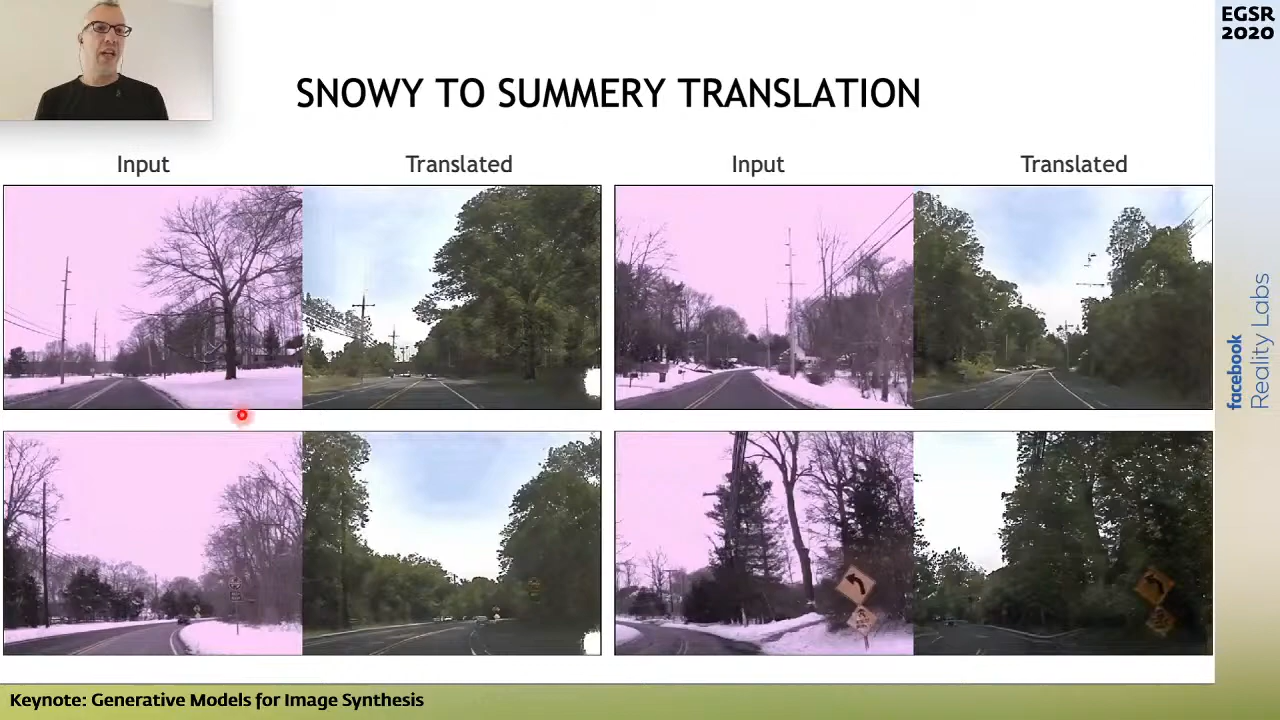 EGSR
2020
SNOWY TO SUMMERY TRANSLATION
Input
Translated
Input
Translated
facebook
Reality Labs
Keynote: Generative Models for Image Synthesis